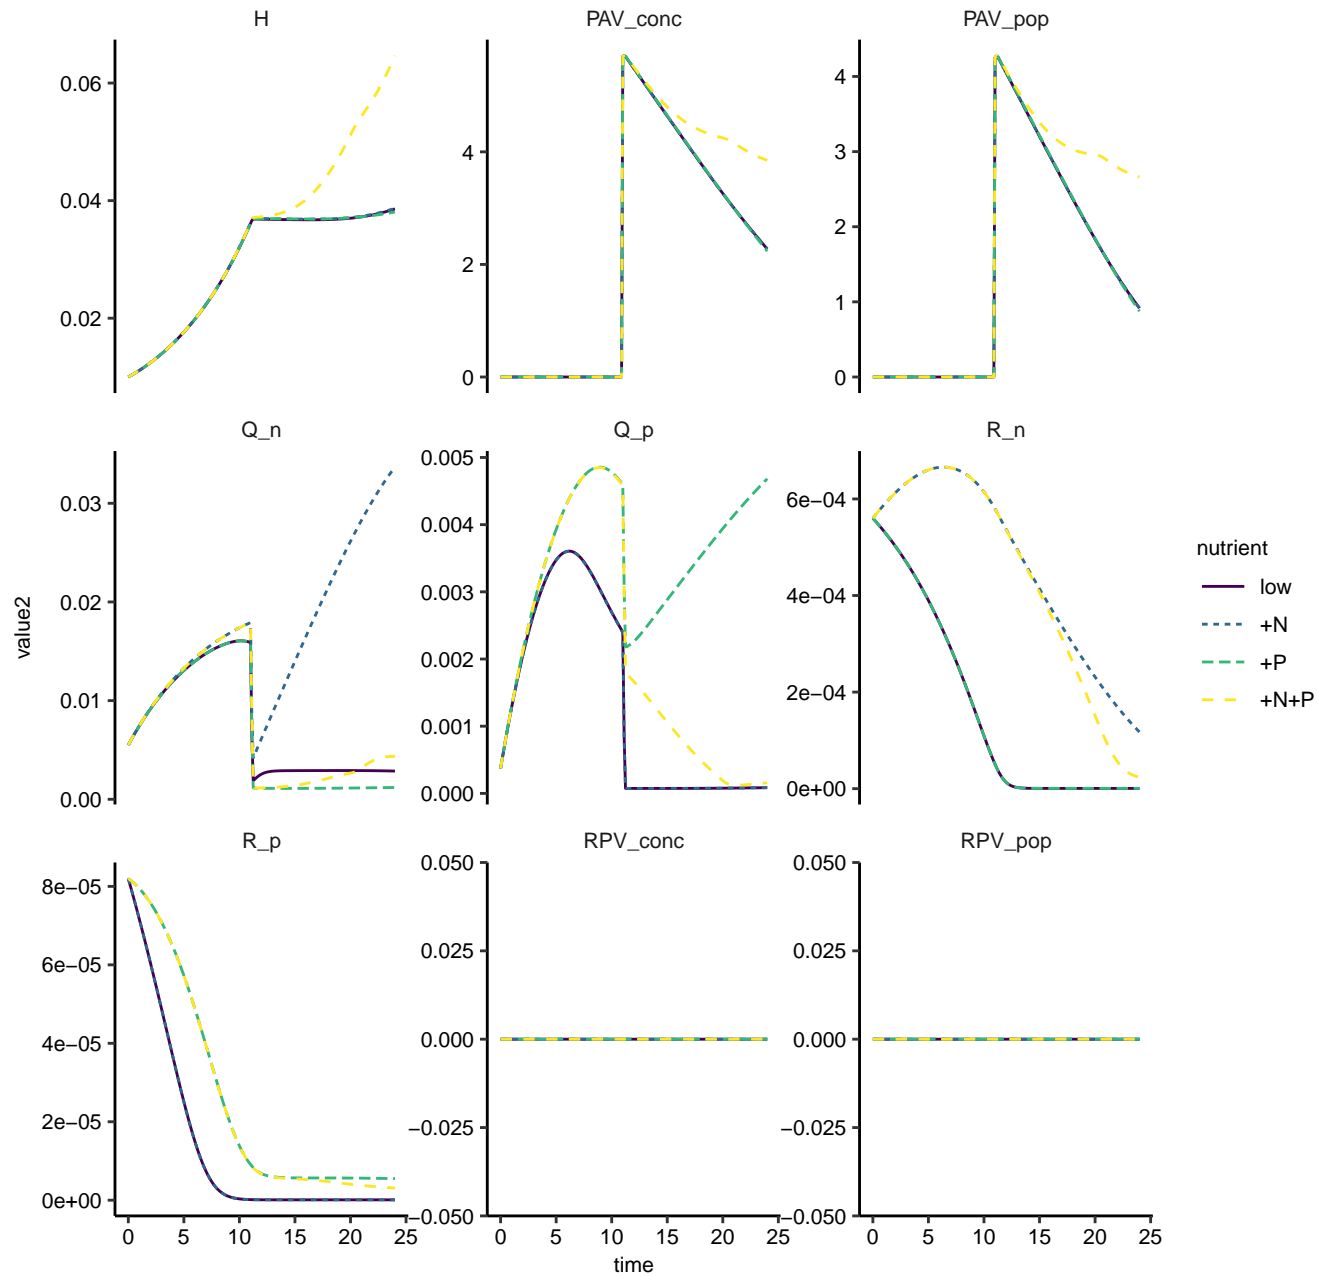 H
PAV_conc
PAV_pop
0.06
0.04
0.02
4
2
0
4
3
2
1
0
Q_n
Q_p
R_n
0.03
0.02
0.01
0.00
0.005
0.004
0.003
0.002
0.001
0.000
6e−04
4e−04
2e−04
0e+00
R_p
RPV_conc
RPV_pop
8e−05
6e−05
4e−05
2e−05
0e+00
0.050
0.025
0.000
−0.025
−0.050
0.050
0.025
0.000
−0.025
−0.050
0 5 10 15 20 25
0 5 10 15 20 25
0 5 10 15 20 25
time
value2
nutrient
low
+N
+P
+N+P